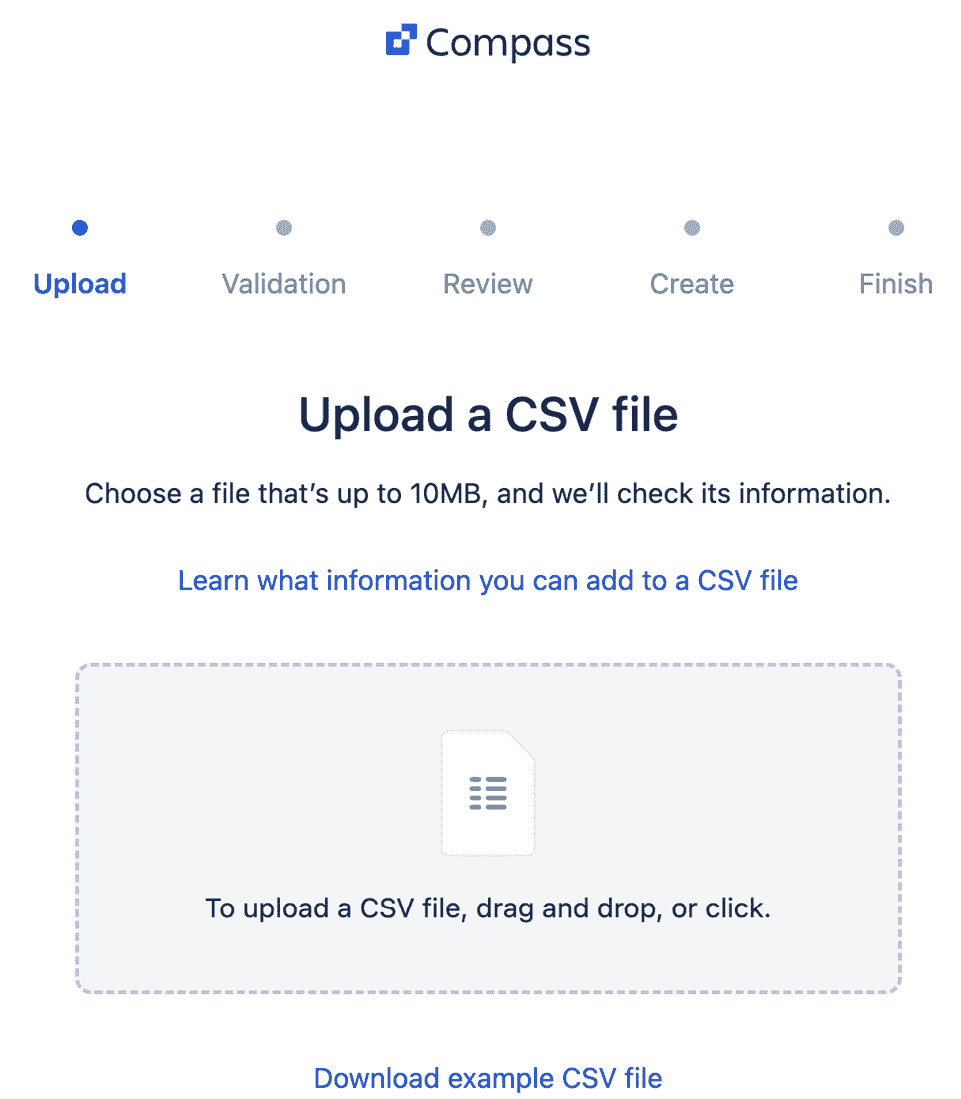 Compass
Upload Validation Review Create Finish
Upload a CSV file
Choose a file that’s up to 10MB, and we’ll check its information.
Learn what information you can add to a CSV file
To upload a CSV file, drag and drop, or click.
Download example CSV file